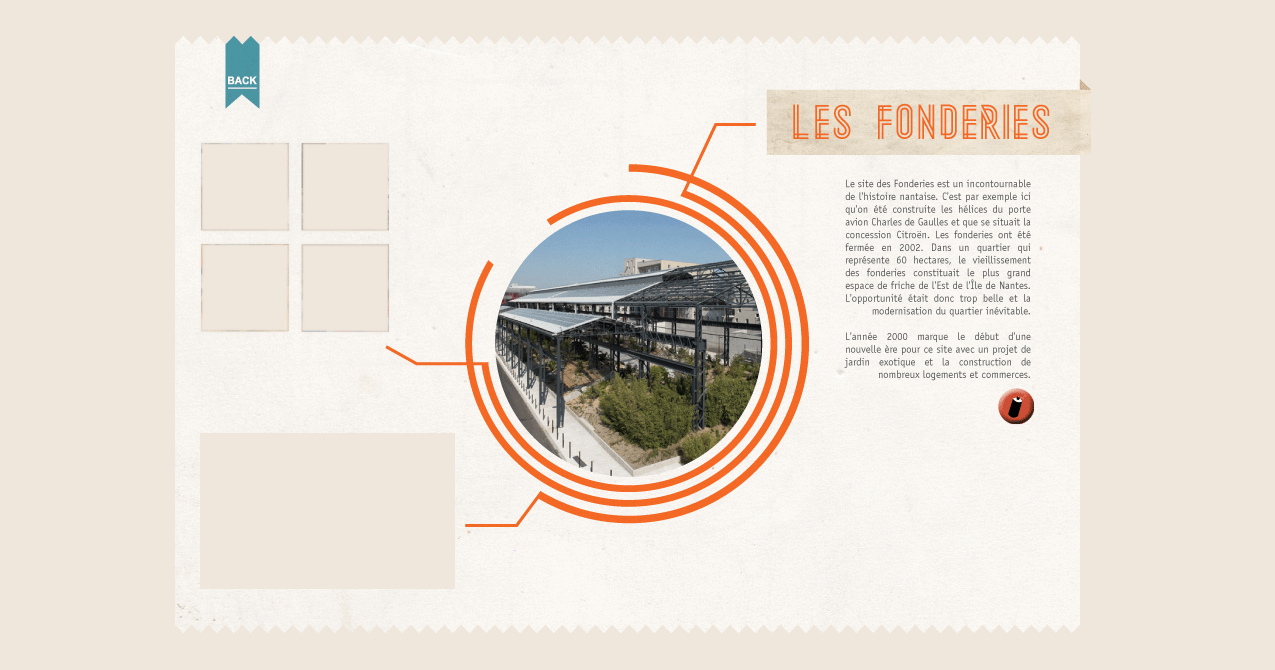 BACK
LES FONDERIES
Le site des Fonderies est un incontournable
de l'histoire nantaise. C'est par exemple ici
qu'on été construite les hélices du porte
avion Charles de Gaulles et que se situait la
concession Citroën. Les fonderies ont été
fermée en 2002. Dans un quartier qui
représente 60 hectares, le vieillissement
des fonderies constituait le plus grand
espace de friche de l'Est de l'Île de Nantes.
L'opportunité était donc trop belle et la
modernisation du quartier inévitable.
L'année 2000 marque le début d'une
nouvelle ère pour ce site avec un projet de
jardin exotique et la construction de
nombreux logements et commerces.